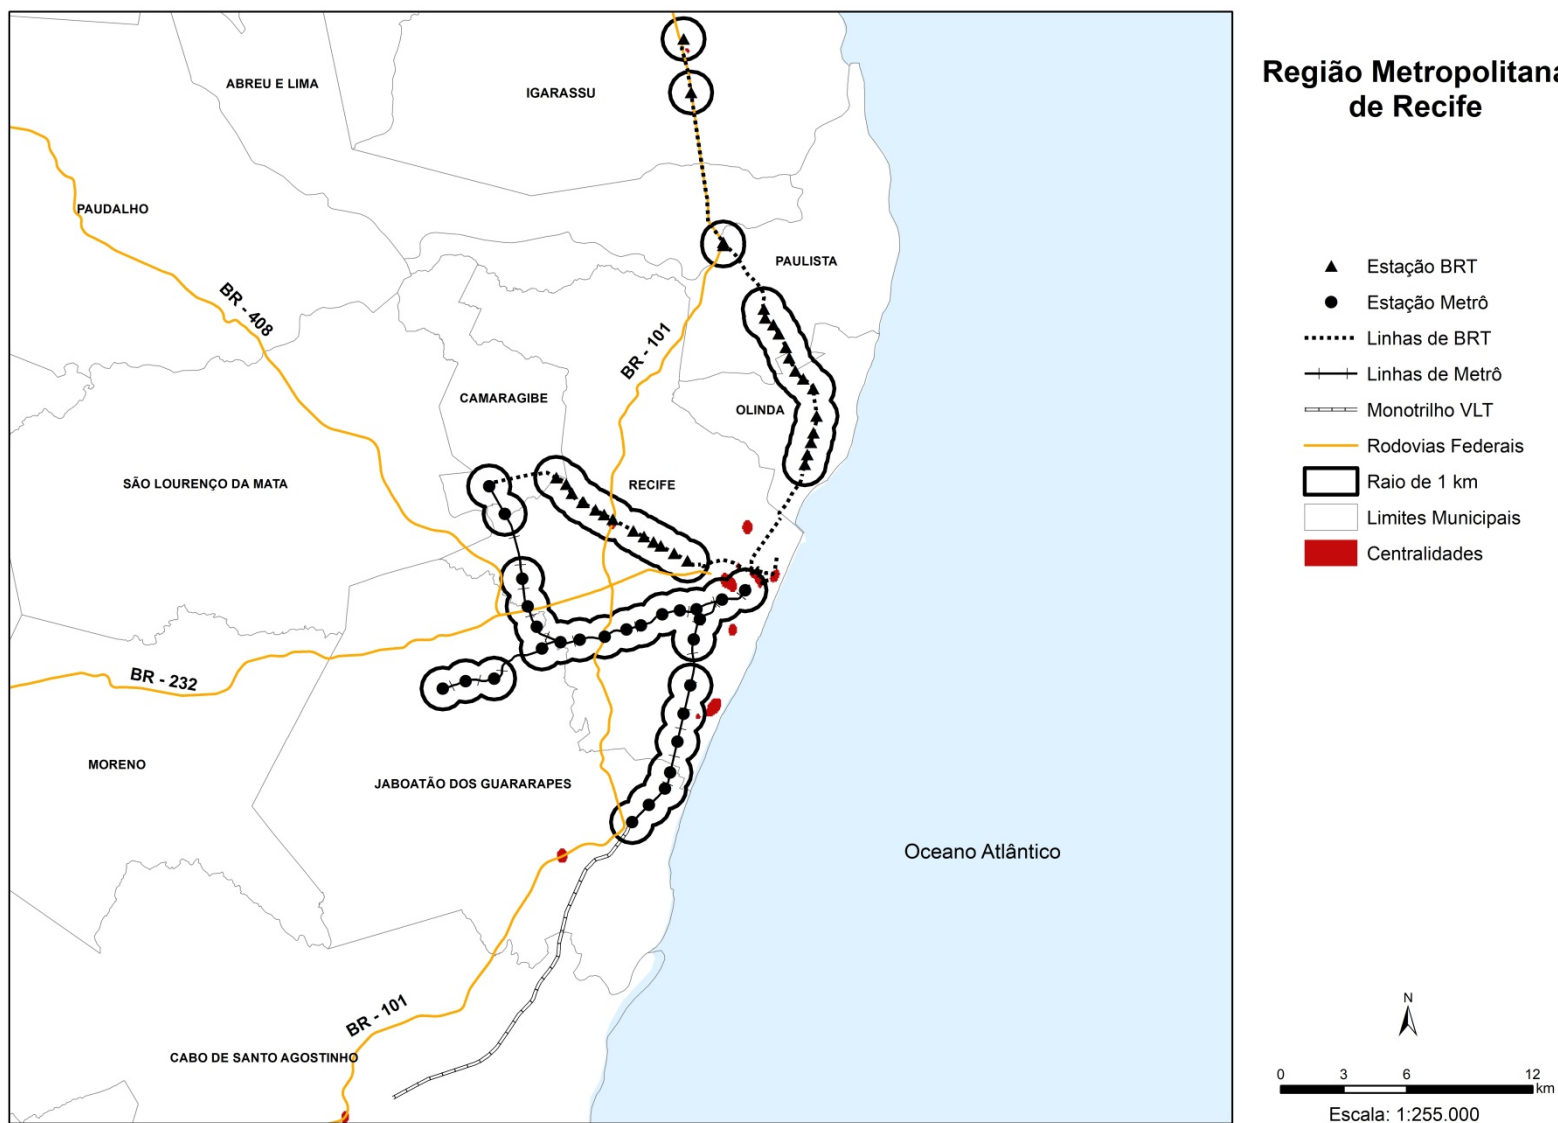 ABREU E LIMA
IGARASSU
PAUDALHO
BR - 408
PAULISTA
BR - 101
CAMARAGIBE
OLINDA
SÃO LOURENÇO DA MATA
RECIFE
BR - 232
MORENO
JABOATÃO DOS GUARARAPES
Oceano Atlântico
BR - 101
CABO DE SANTO AGOSTINHO
Região Metropolitana
de Recife
Estação BRT
Estação Metrô
Linhas de BRT
Linhas de Metrô
Monotrilho VLT
Rodovias Federais
Raio de 1 km
Limites Municipais
Centralidades
N
0 3 6 12
km
Escala: 1:255.000